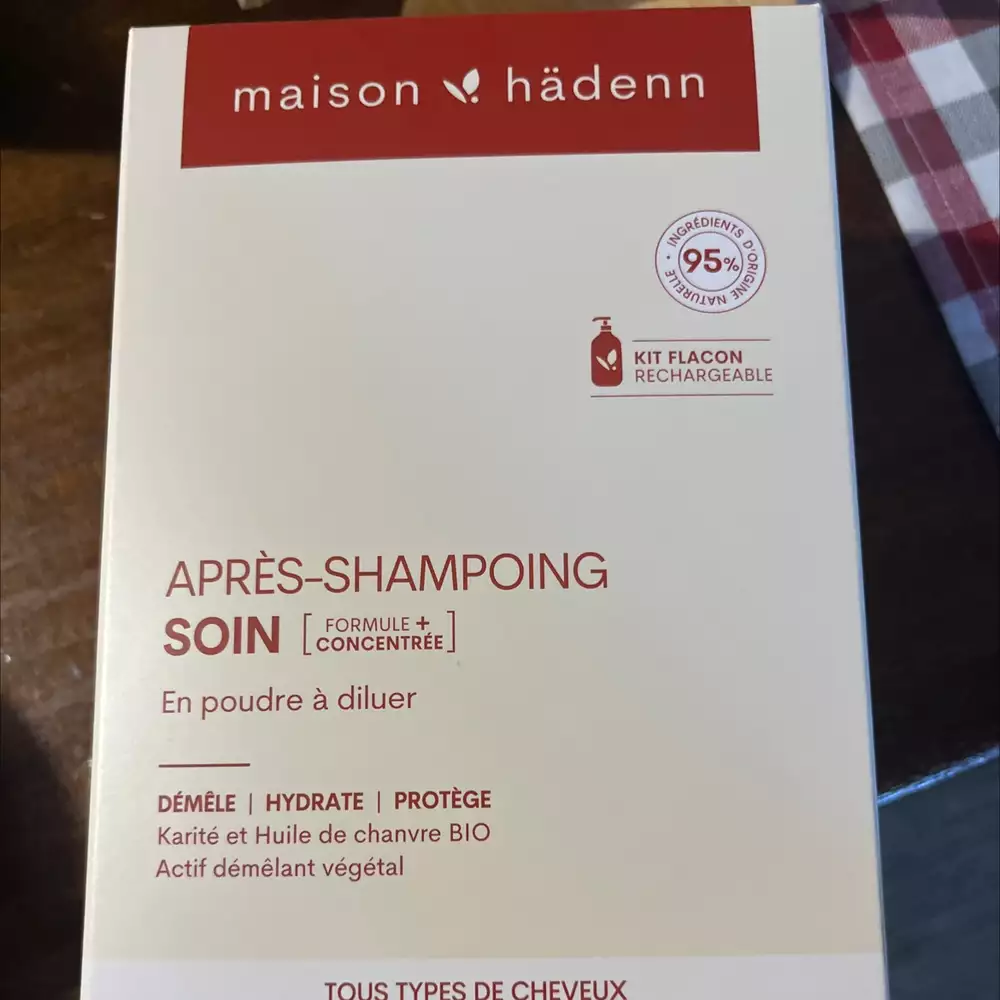 maison hädenn
INGRÉDIENTS D'ORIGINE NATURELLE
95%
KIT FLACON
RECHARGEABLE
APRÈS-SHAMPOING
SOIN [FORMULE +
CONCENTRÉE]
En poudre à diluer
DÉMÊLE | HYDRATE | PROTÈGE
Karité et Huile de chanvre BIO
Actif démêlant végétal
TOUS TYPES DE CHEVEUX